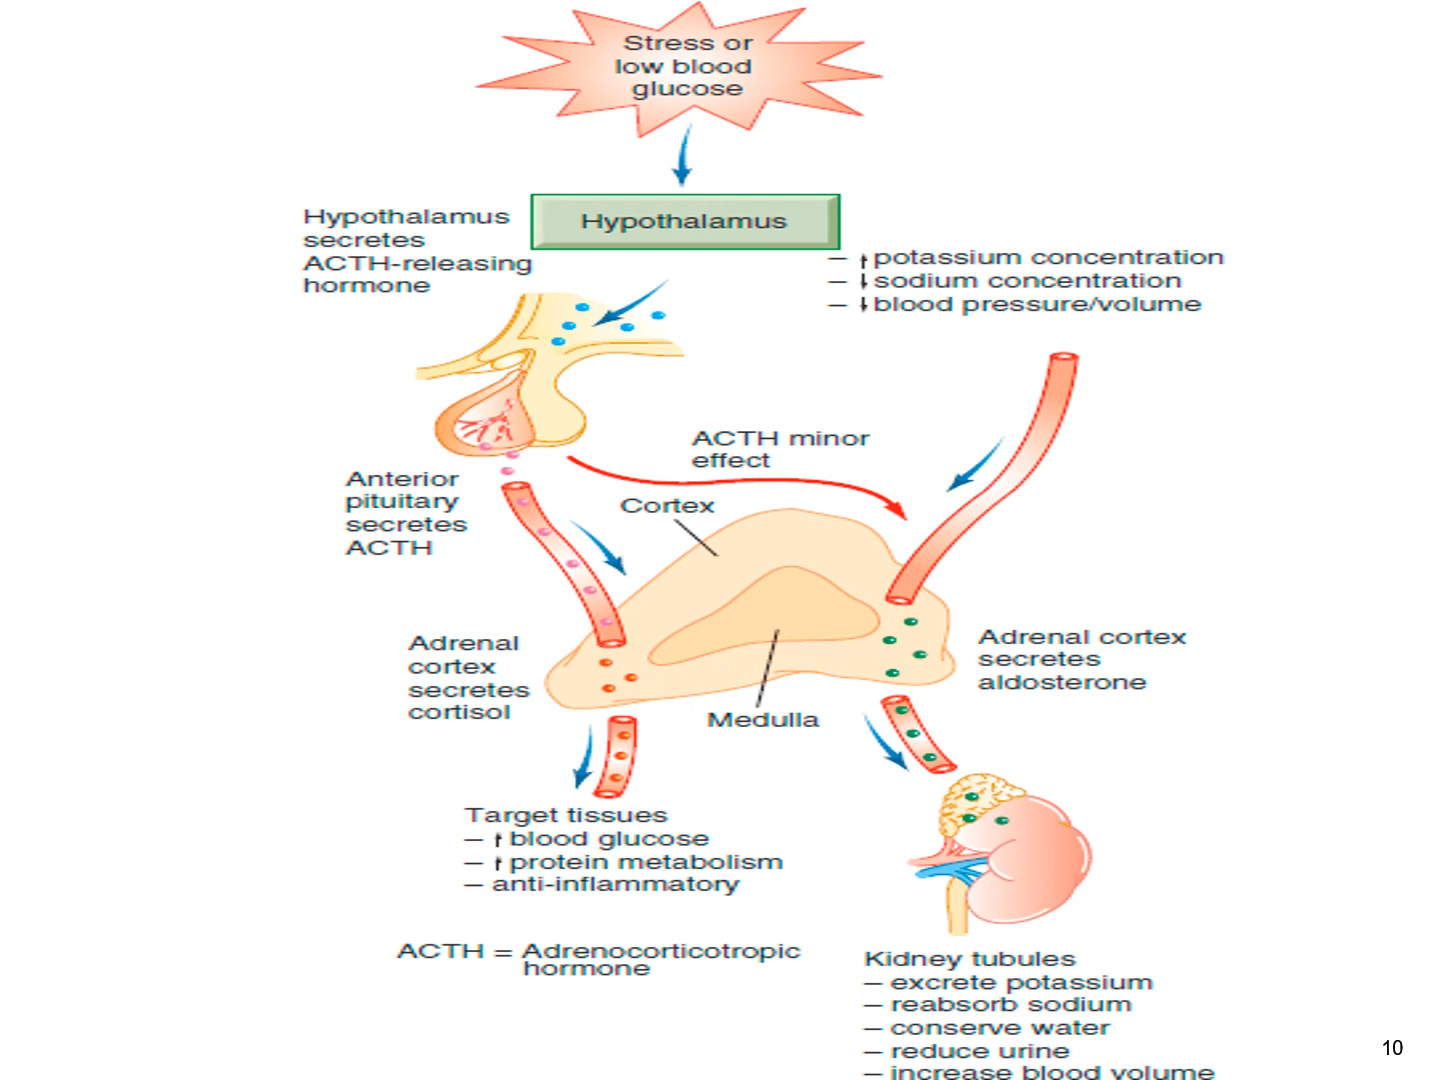 Stress or
low blood
glucose
Hypothalamus
secretes
ACTH-releasing
hormone
Hypothalamus
– ↑ potassium concentration
– ↓ sodium concentration
– ↓ blood pressure/volume
ACTH minor
effect
Anterior
pituitary
secretes
ACTH
Cortex
Adrenal
cortex
secretes
cortisol
Medulla
Adrenal cortex
secretes
aldosterone
Target tissues
– ↑ blood glucose
– ↑ protein metabolism
– anti-inflammatory
ACTH = Adrenocorticotropic
hormone
Kidney tubules
– excrete potassium
– reabsorb sodium
– conserve water
– reduce urine
– increase blood volume
10